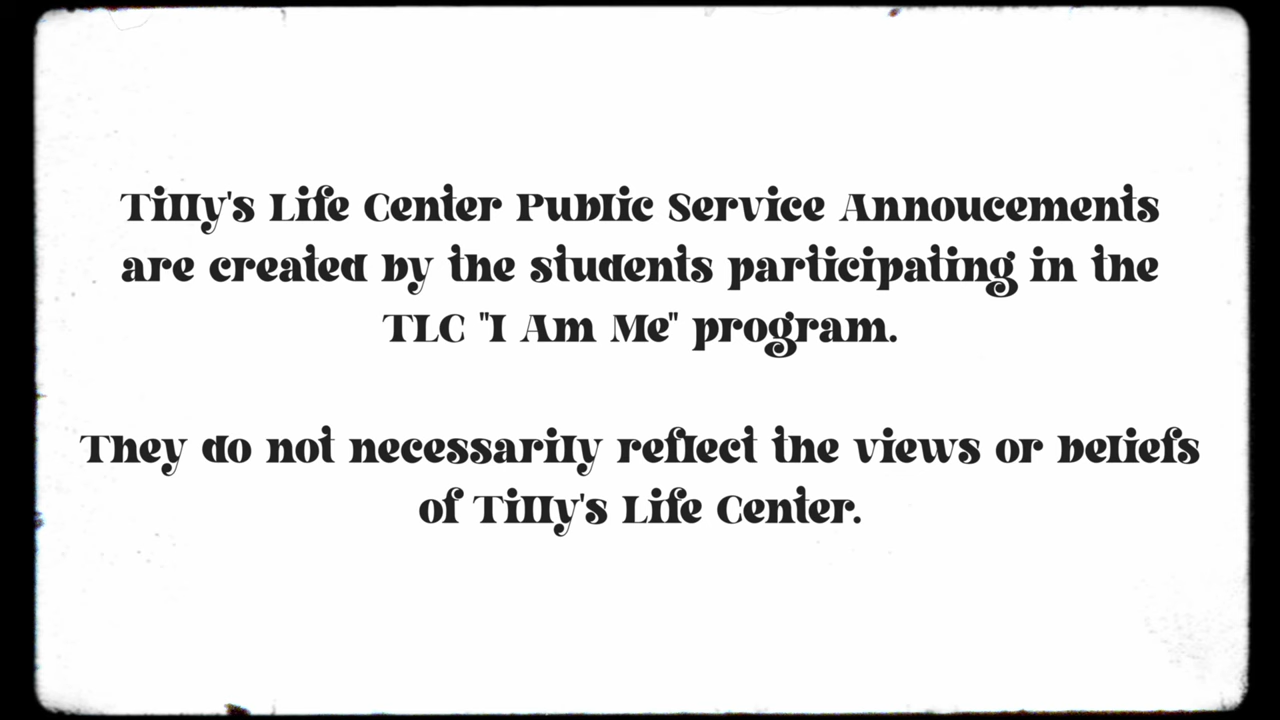 Tilly's Life Center Public Service Annoucements
are created by the students participating in the
TLC "I Am Me" program.
They do not necessarily reflect the views or beliefs
of Tilly's Life Center.